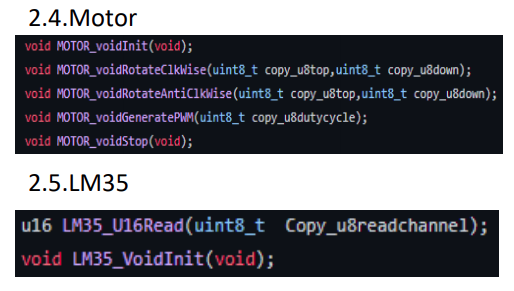 2.4.Motor
void MOTOR_voidInit(void);
void MOTOR_voidRotateClkWise(uint8_t copy_u8top,uint8_t copy_u8down);
void MOTOR_voidRotateAntiClkWise(uint8_t copy_u8top,uint8_t copy_u8down);
void MOTOR_voidGeneratePWM(uint8_t copy_u8dutycycle);
void MOTOR_voidStop(void);
2.5.LM35
u16 LM35_U16Read(uint8_t  Copy_u8readchannel);
void LM35_VoidInit(void);